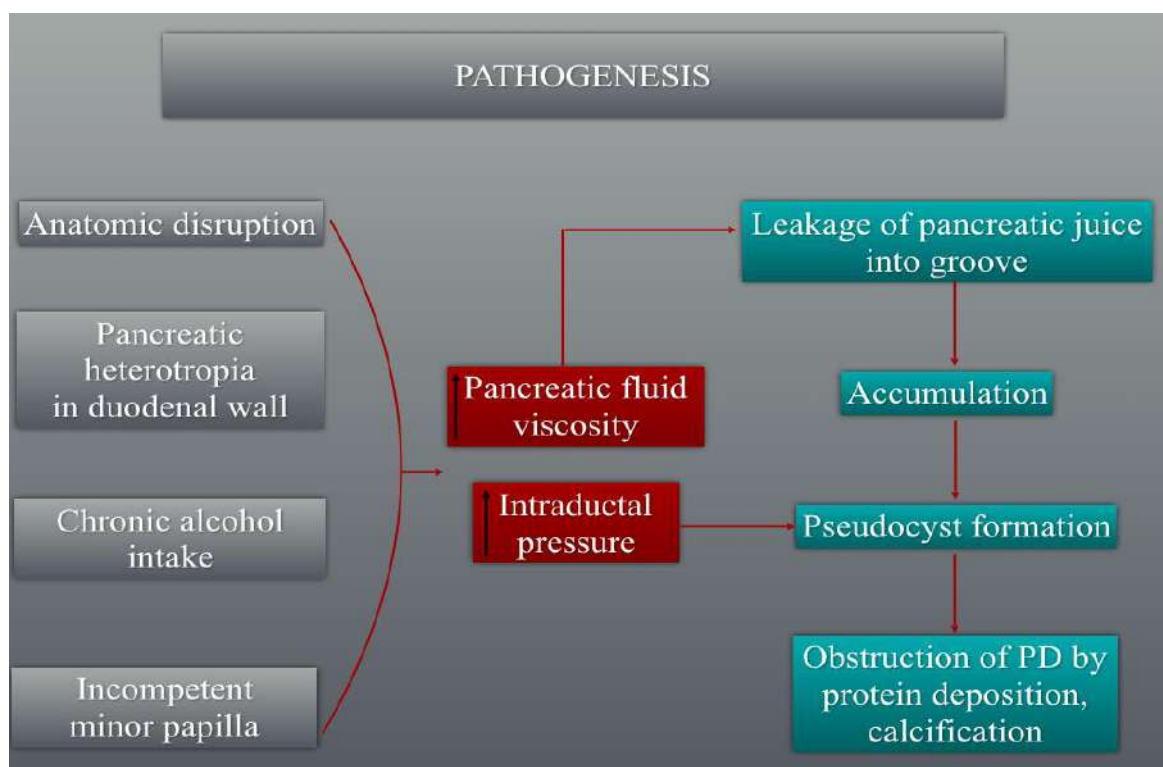 PATHOGENESIS
Anatomic disruption
Pancreatic
heterotropia
in duodenal wall
Chronic alcohol
intake
Incompetent
minor papilla
Pancreatic fluid
viscosity
Intraductal
pressure
Leakage of pancreatic juice
into groove
Accumulation
Pseudocyst formation
Obstruction of PD by
protein deposition,
calcification